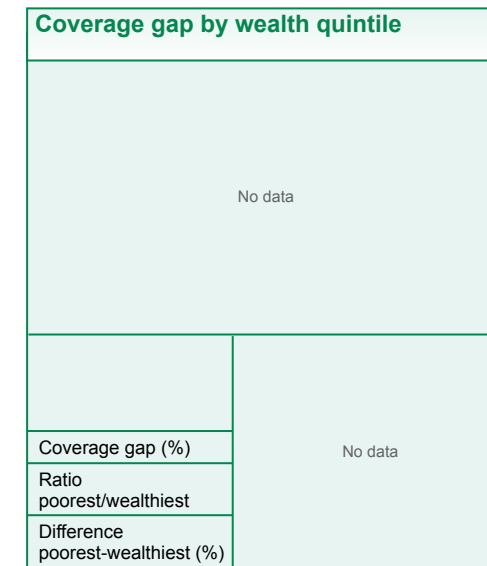 Coverage gap by wealth quintile
No data
Coverage gap (%)
No data
Ratio
poorest/wealthiest
Difference
poorest-wealthiest (%)